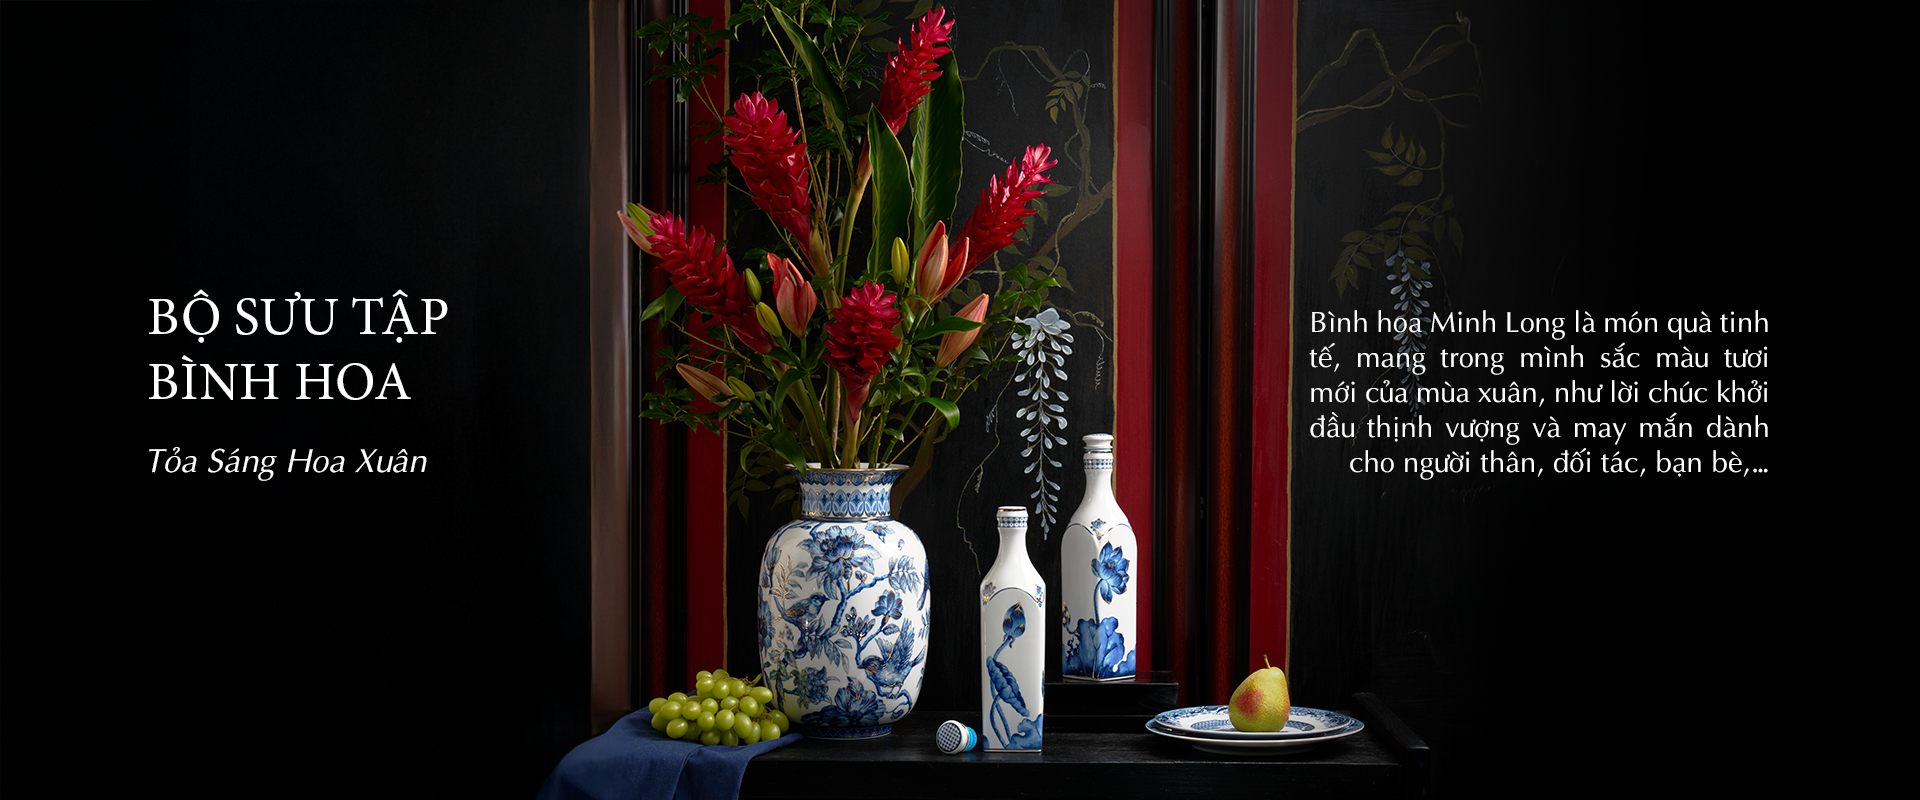 BỘ SƯU TẬP
BÌNH HOA
Tỏa Sáng Hoa Xuân
Bình hoa Minh Long là món quà tinh
tế, mang trong mình sắc màu tươi
mới của mùa xuân, như lời chúc khởi
đầu thịnh vượng và may mắn dành
cho người thân, đối tác, bạn bè,...